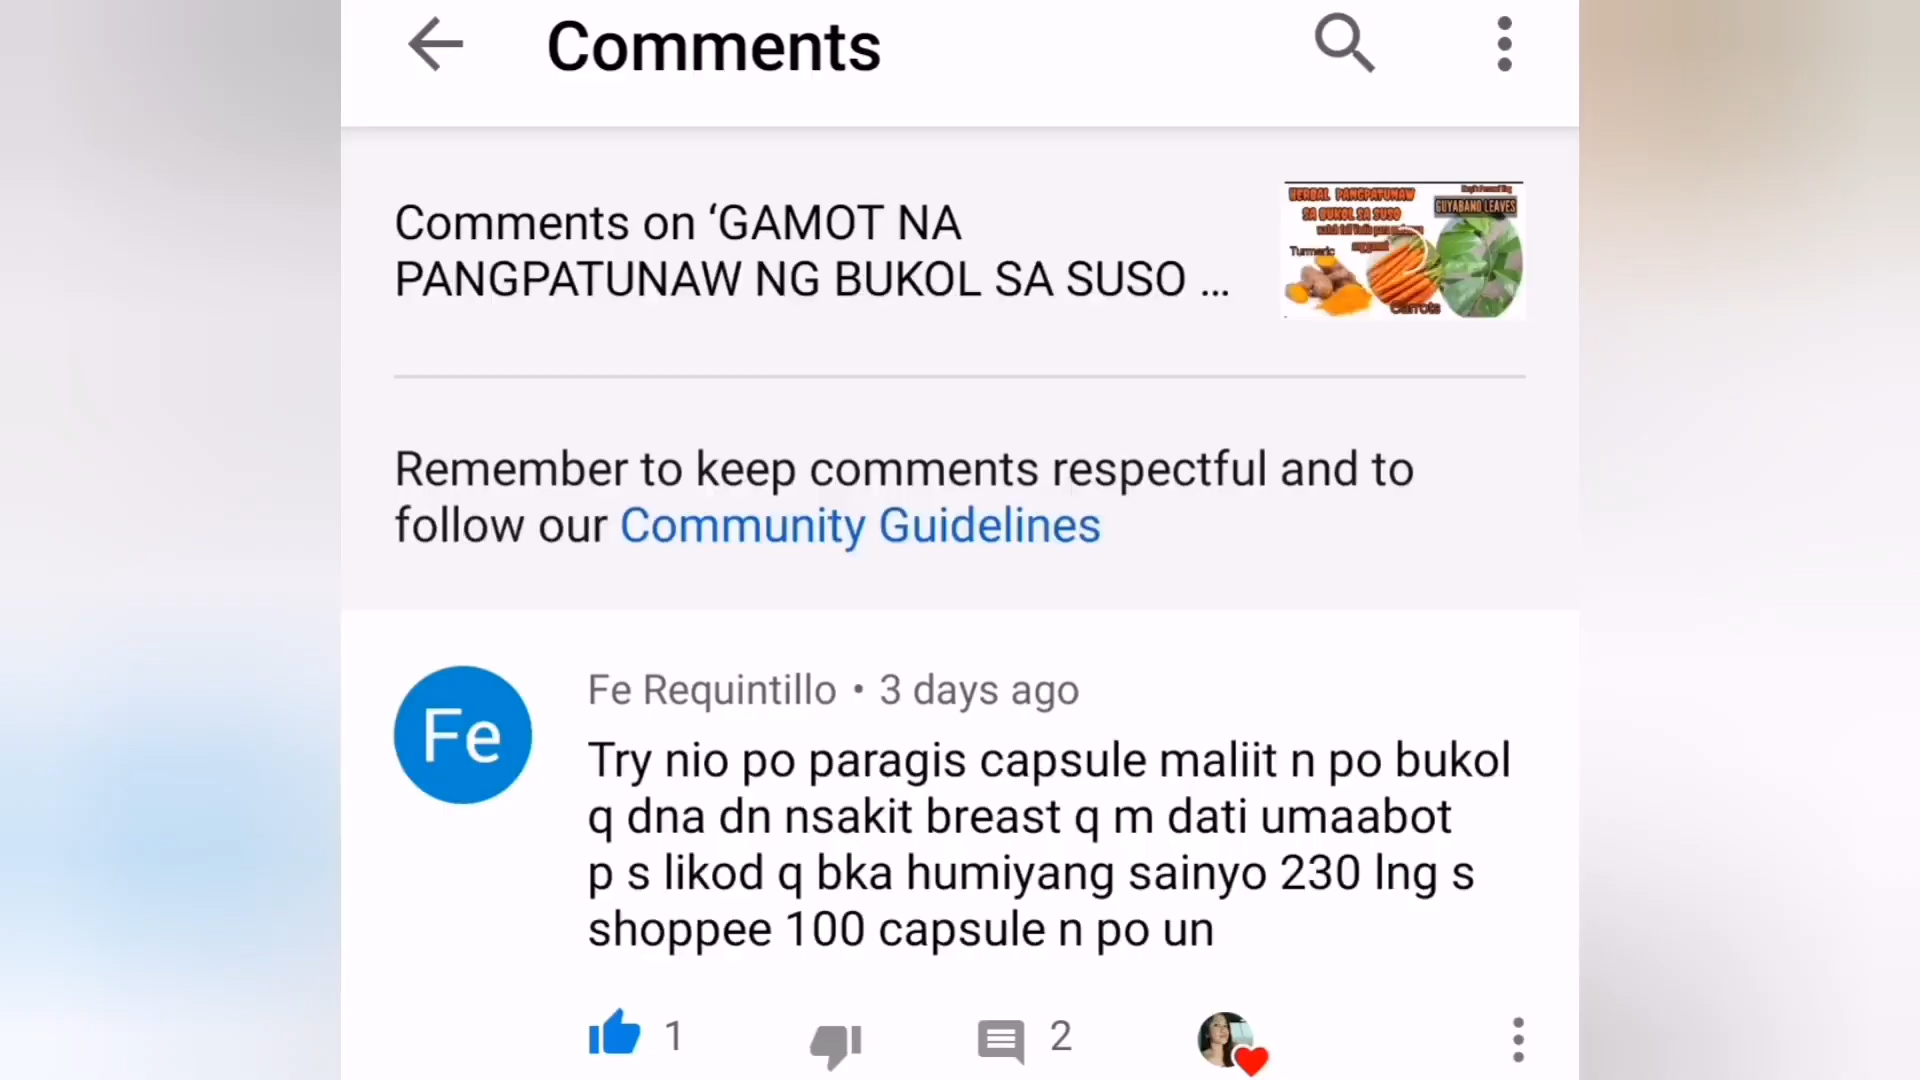 Comments
Comments on ‘GAMOT NA
PANGPATUNAW NG BUKOL SA SUSO ...
HERBAL PANGPATUNAW
SA BUKOL SA SUSO
GUYABANO LEAVES
Turmeric
Carrots
Remember to keep comments respectful and to
follow our Community Guidelines
Fe
Fe Requintillo • 3 days ago
Try nio po paragis capsule maliit n po bukol
q dna dn nsakit breast q m dati umaabot
p s likod q bka humiyang sainyo 230 lng s
shoppee 100 capsule n po un
1
2